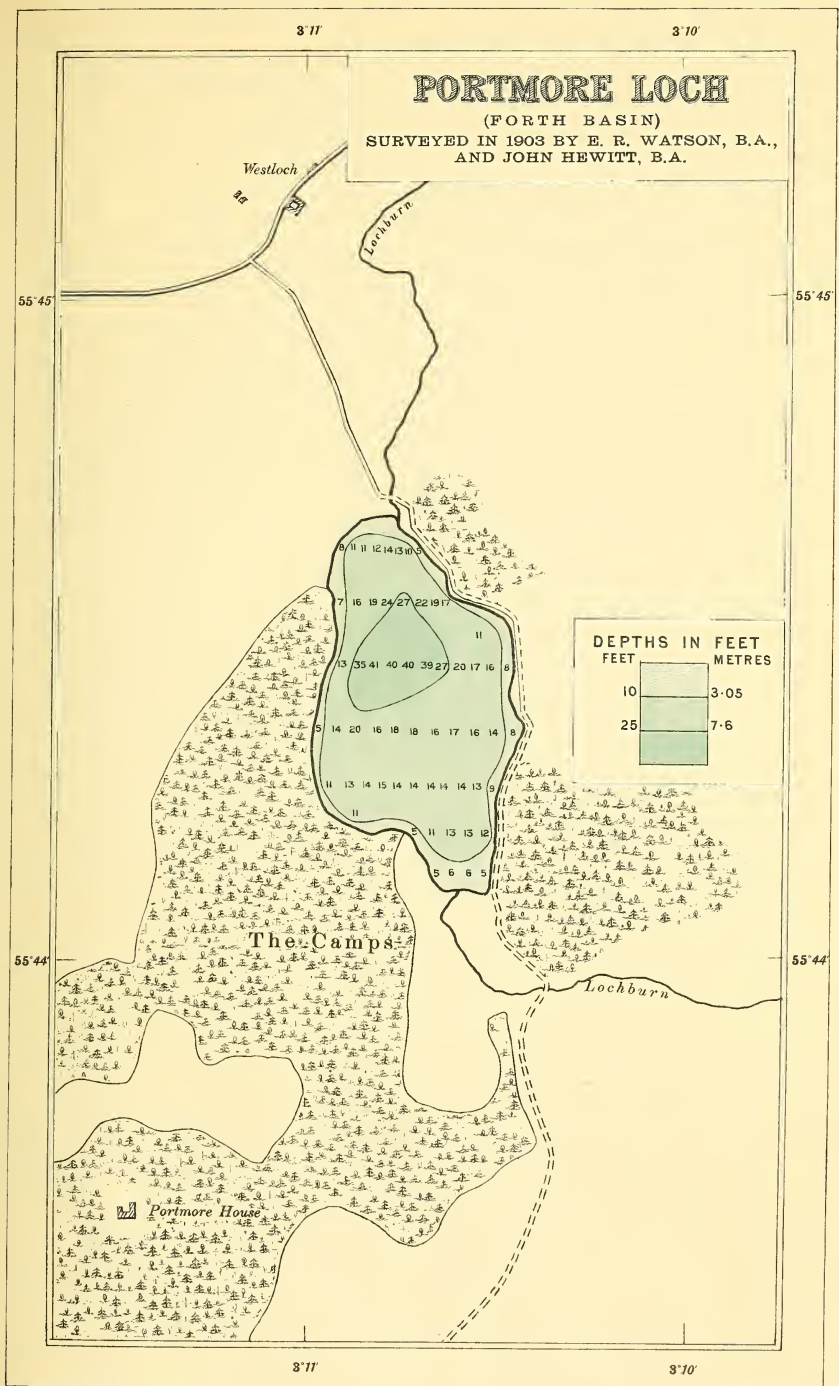 3°11′ 3°10′
PORTMORE LOCH
(FORTH BASIN)
SURVEYED IN 1903 BY E. R. WATSON, B.A.,
AND JOHN HEWITT, B.A.
Westloch
Lochburn
55°45′ 55°45′
8 11 11 12 14 13 10 5
7 16 19 24 27 22 19 17
11
13 35 41 40 40 39 27 20 17 16 8
5 14 20 16 18 18 16 17 16 14 8
11 13 14 15 14 14 14 14 14 13 9
11
5 11 13 13 12
5 6 6 5
DEPTHS IN FEET
FEET METRES
10 3·05
25 7·6
The Camps
55°44′ 55°44′
Lochburn
Portmore House
3°11′ 3°10′